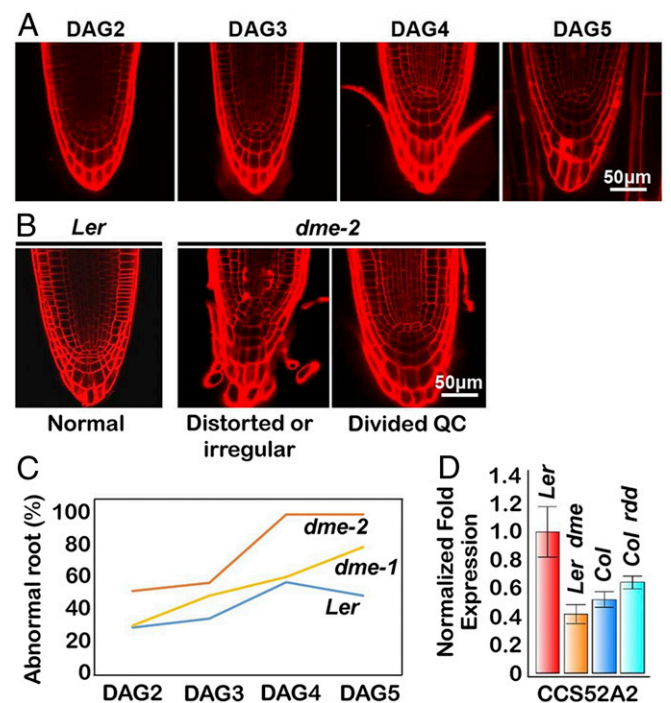 A
DAG2 DAG3 DAG4 DAG5
50µm
B
Ler dme-2
50µm
Normal Distorted or irregular Divided QC
C
Abnormal root (%)
100
80
60
40
20
0
dme-2
dme-1
Ler
DAG2 DAG3 DAG4 DAG5
D
Normalized Fold
Expression
1.4
1.2
1.0
0.8
0.6
0.4
0.2
0
Ler
Ler dme
Col
Col rdd
CCS52A2